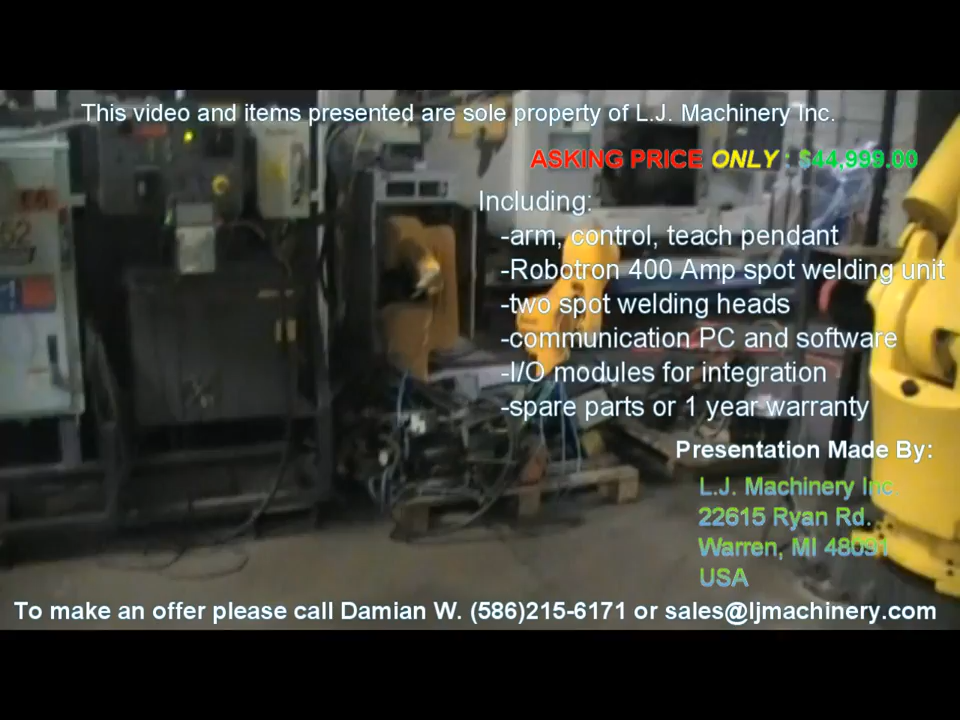 This video and items presented are sole property of L.J. Machinery Inc.
ASKING PRICE ONLY : $44,999.00
Including:
-arm, control, teach pendant
-Robotron 400 Amp spot welding unit
-two spot welding heads
-communication PC and software
-I/O modules for integration
-spare parts or 1 year warranty
Presentation Made By:
L.J. Machinery Inc.
22615 Ryan Rd.
Warren, MI 48091
USA
To make an offer please call Damian W. (586)215-6171 or sales@ljmachinery.com